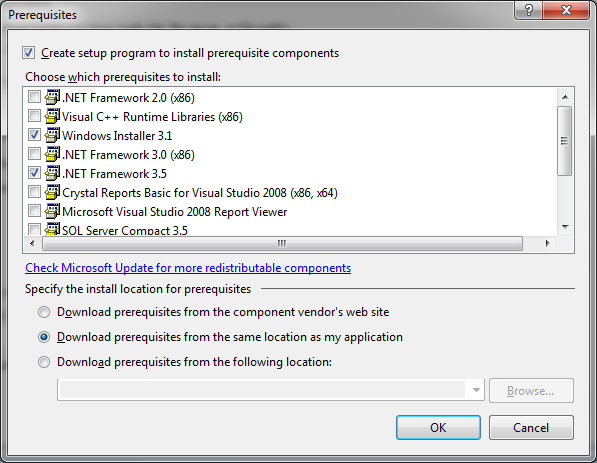 Prerequisites
Create setup program to install prerequisite components
Choose which prerequisites to install:
.NET Framework 2.0 (x86)
Visual C++ Runtime Libraries (x86)
Windows Installer 3.1
.NET Framework 3.0 (x86)
.NET Framework 3.5
Crystal Reports Basic for Visual Studio 2008 (x86, x64)
Microsoft Visual Studio 2008 Report Viewer
SQL Server Compact 3.5
Check Microsoft Update for more redistributable components
Specify the install location for prerequisites
Download prerequisites from the component vendor's web site
Download prerequisites from the same location as my application
Download prerequisites from the following location:
Browse...
OK Cancel